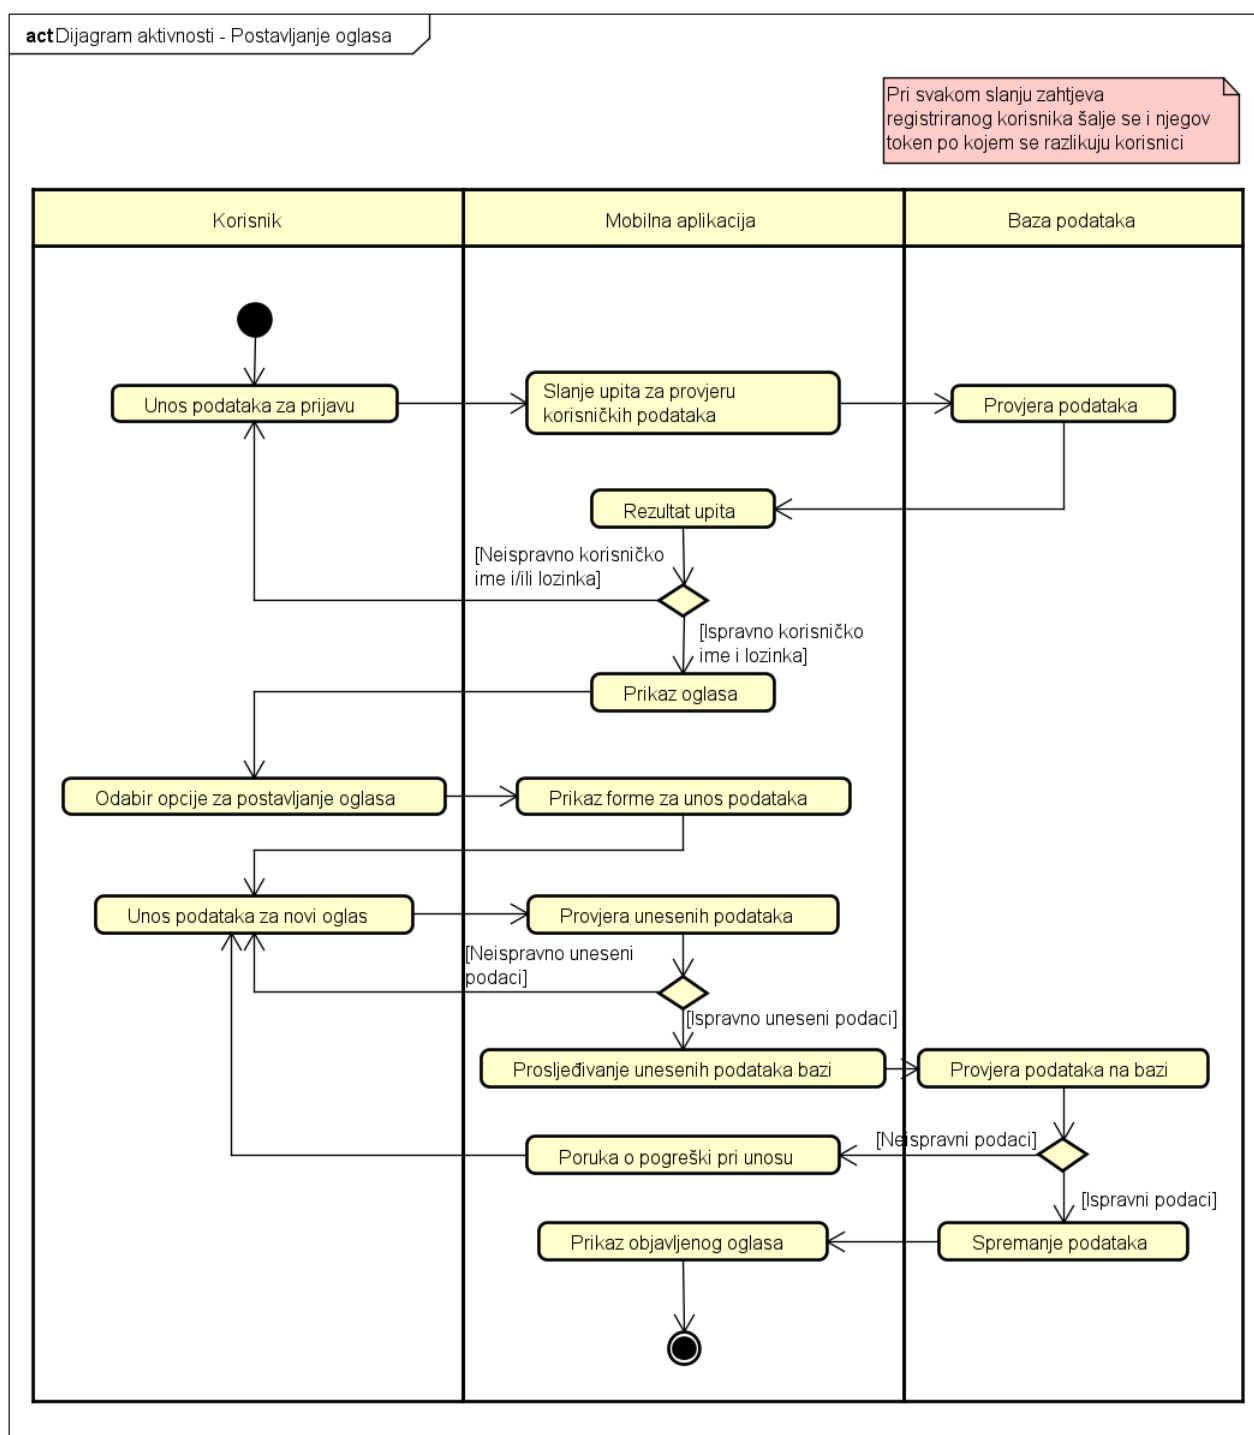 act Dijagram aktivnosti - Postavljanje oglasa
Pri svakom slanju zahtjeva
registriranog korisnika šalje se i njegov
token po kojem se razlikuju korisnici
Korisnik
Mobilna aplikacija
Baza podataka
Unos podataka za prijavu
Slanje upita za provjeru
korisničkih podataka
Provjera podataka
Rezultat upita
[Neispravno korisničko
ime i/ili lozinka]
[Ispravno korisničko
ime i lozinka]
Prikaz oglasa
Odabir opcije za postavljanje oglasa
Prikaz forme za unos podataka
Unos podataka za novi oglas
Provjera unesenih podataka
[Neispravno uneseni
podaci]
[Ispravno uneseni podaci]
Prosljeđivanje unesenih podataka bazi
Provjera podataka na bazi
[Neispravni podaci]
Poruka o pogreški pri unosu
[Ispravni podaci]
Prikaz objavljenog oglasa
Spremanje podataka